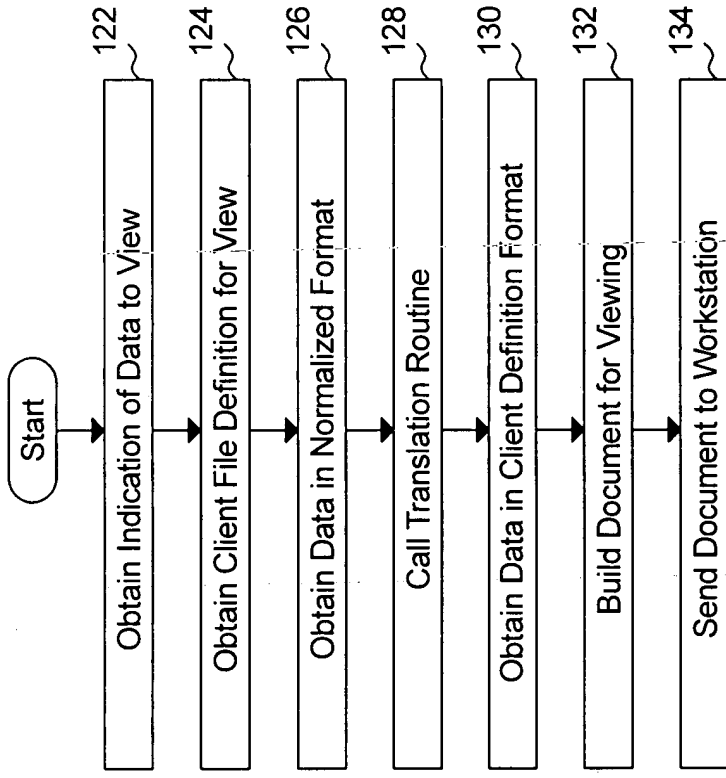 Start
Obtain Indication of Data to View
122
Obtain Client File Definition for View
124
Obtain Data in Normalized Format
126
Call Translation Routine
128
Obtain Data in Client Definition Format
130
Build Document for Viewing
132
Send Document to Workstation
134